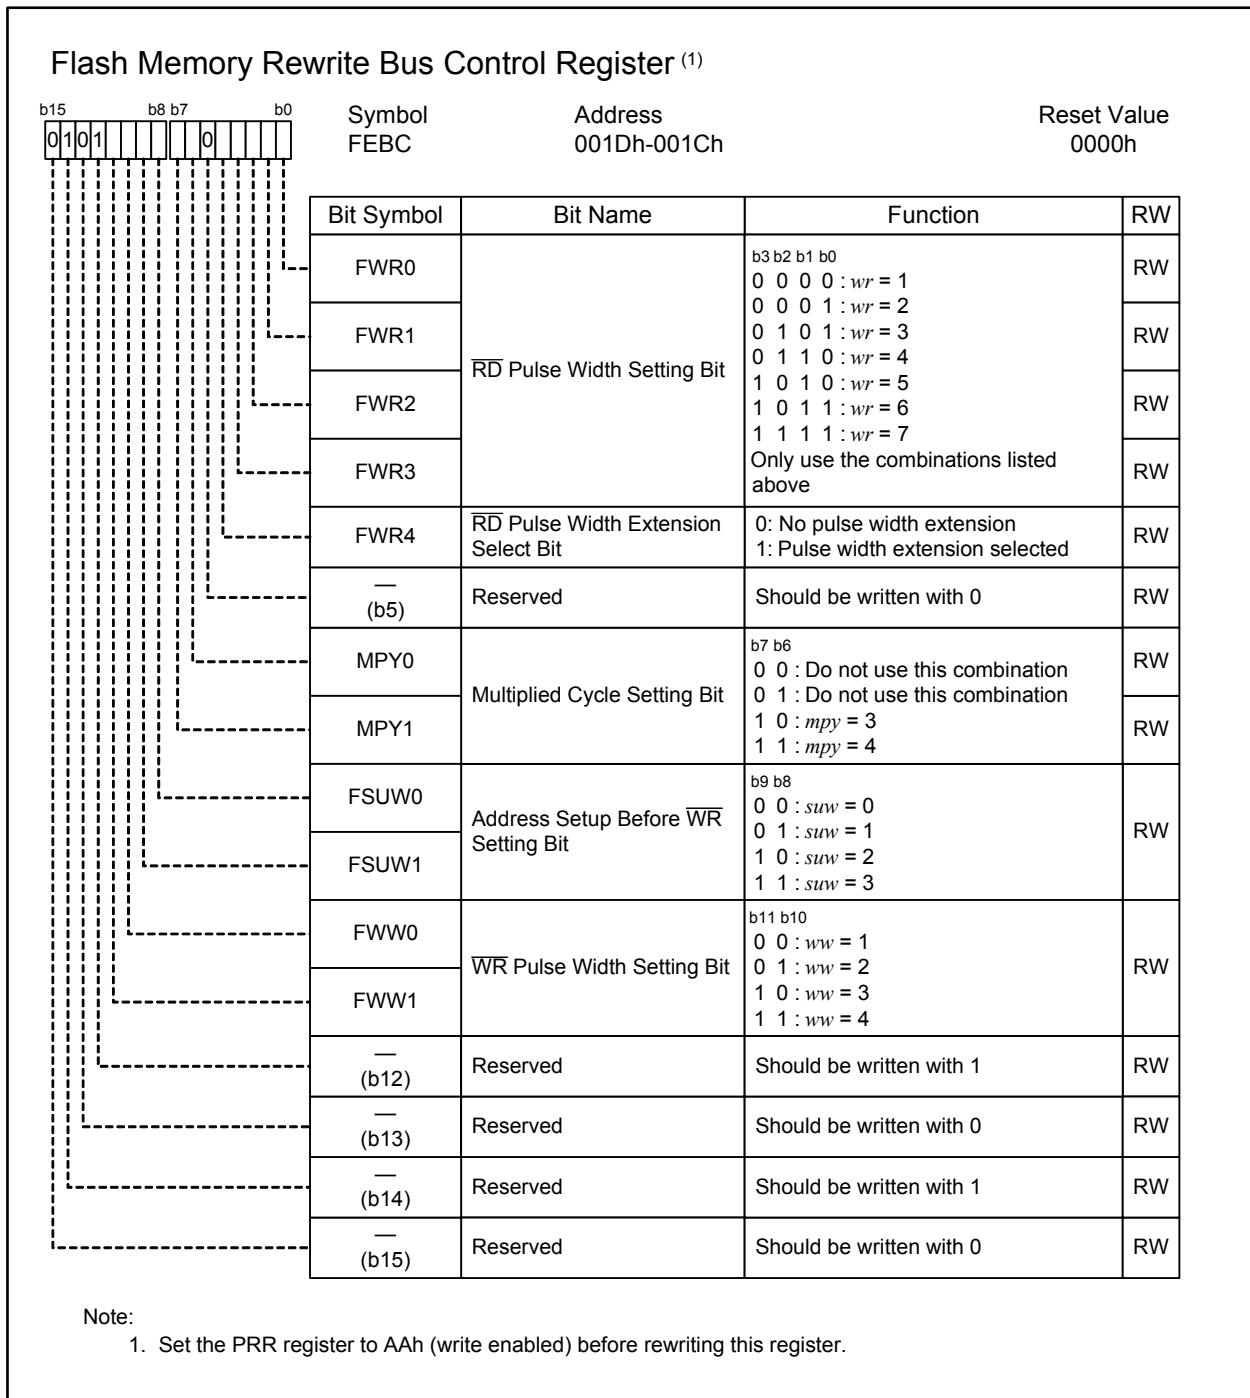 Flash Memory Rewrite Bus Control Register (1)
b15 b8 b7 b0
0 1 0 1 0
Symbol Address Reset Value
FEBC 001Dh-001Ch 0000h
Bit Symbol Bit Name Function RW
FWR0 RW
FWR1 RW
FWR2 RW
FWR3 RW
RD Pulse Width Setting Bit
b3 b2 b1 b0
0 0 0 0 : wr = 1
0 0 0 1 : wr = 2
0 1 0 1 : wr = 3
0 1 1 0 : wr = 4
1 0 1 0 : wr = 5
1 0 1 1 : wr = 6
1 1 1 1 : wr = 7
Only use the combinations listed
above
FWR4
RD Pulse Width Extension
Select Bit
0: No pulse width extension
1: Pulse width extension selected
RW
—
(b5)
Reserved
Should be written with 0
RW
MPY0 RW
MPY1 RW
Multiplied Cycle Setting Bit
b7 b6
0 0 : Do not use this combination
0 1 : Do not use this combination
1 0 : mpy = 3
1 1 : mpy = 4
FSUW0
FSUW1
Address Setup Before WR
Setting Bit
b9 b8
0 0 : suw = 0
0 1 : suw = 1
1 0 : suw = 2
1 1 : suw = 3
RW
FWW0
FWW1
WR Pulse Width Setting Bit
b11 b10
0 0 : ww = 1
0 1 : ww = 2
1 0 : ww = 3
1 1 : ww = 4
RW
—
(b12)
Reserved
Should be written with 1
RW
—
(b13)
Reserved
Should be written with 0
RW
—
(b14)
Reserved
Should be written with 1
RW
—
(b15)
Reserved
Should be written with 0
RW
Note:
1. Set the PRR register to AAh (write enabled) before rewriting this register.